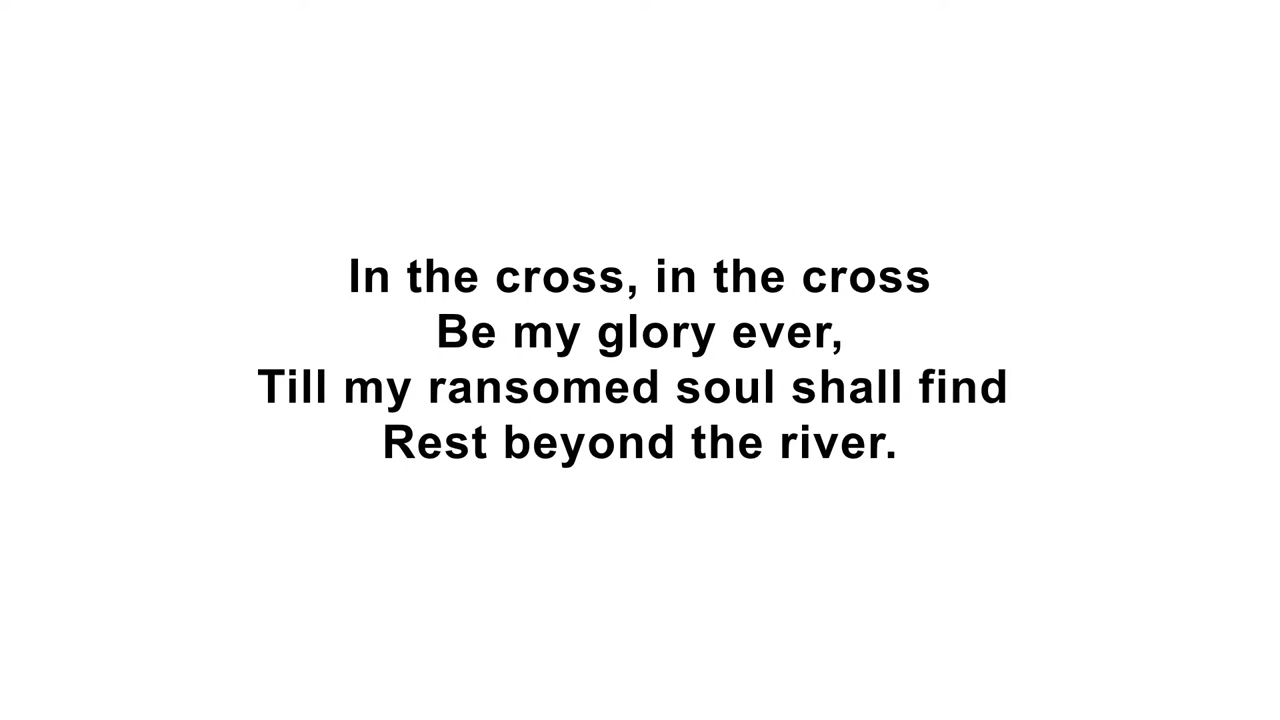 In the cross, in the cross
Be my glory ever,
Till my ransomed soul shall find
Rest beyond the river.